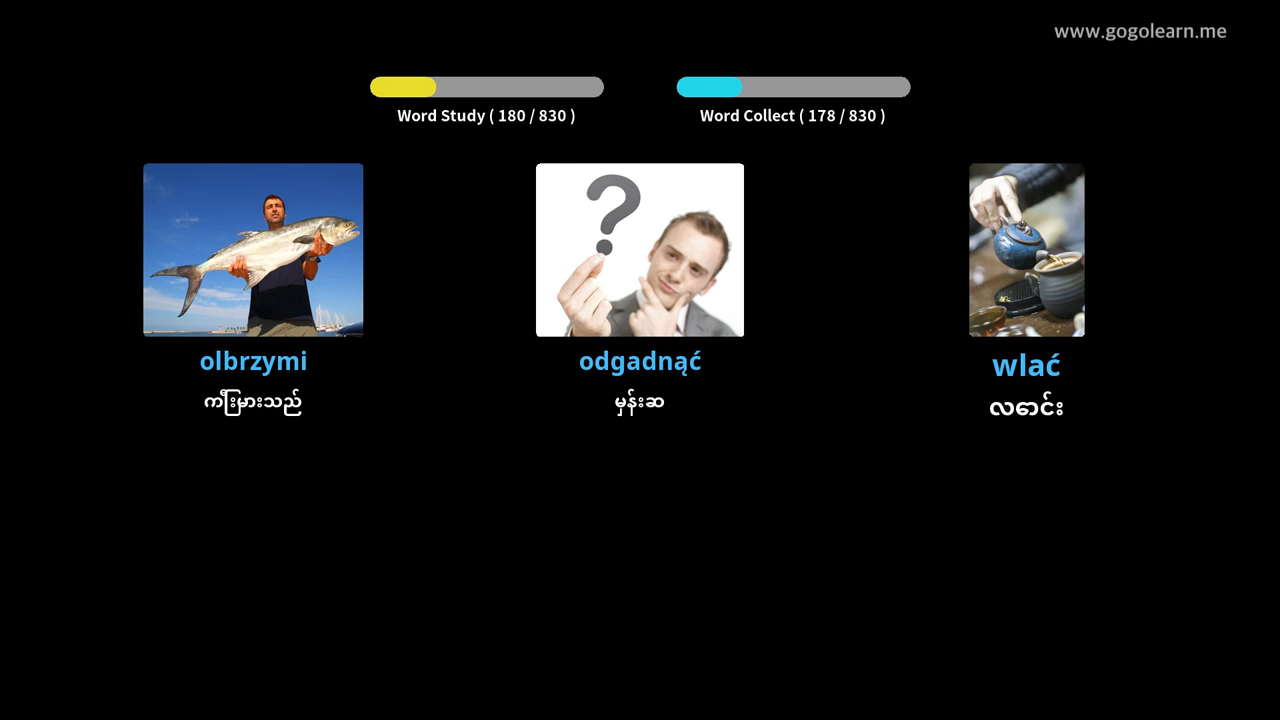 www.gogolearn.me
Word Study ( 180 / 830 )
Word Collect ( 178 / 830 )
olbrzymi
odgadnąć
wlać
ကြီးမားသည်
မှန်းဆ
လောင်း